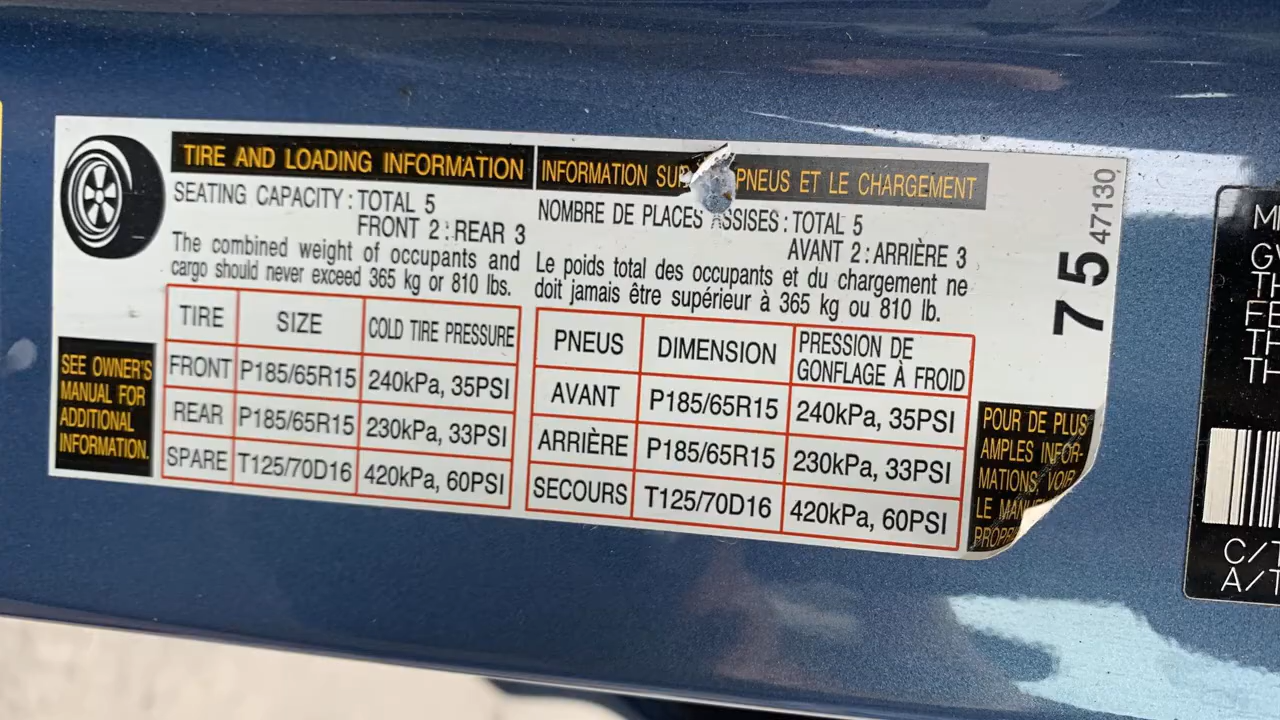 TIRE AND LOADING INFORMATION
SEATING CAPACITY : TOTAL 5
FRONT 2 : REAR 3
The combined weight of occupants and
cargo should never exceed 365 kg or 810 lbs.
TIRE SIZE COLD TIRE PRESSURE
FRONT P185/65R15 240kPa, 35PSI
REAR P185/65R15 230kPa, 33PSI
SPARE T125/70D16 420kPa, 60PSI
SEE OWNER'S
MANUAL FOR
ADDITIONAL
INFORMATION.
INFORMATION PNEUS ET LE CHARGEMENT
NOMBRE DE PLACES ASSISES : TOTAL 5
AVANT 2 : ARRIÈRE 3
Le poids total des occupants et du chargement ne
doit jamais être supérieur à 365 kg ou 810 lb.
PNEUS DIMENSION PRESSION DE
GONFLAGE À FROID
AVANT P185/65R15 240kPa, 35PSI
ARRIÈRE P185/65R15 230kPa, 33PSI
SECOURS T125/70D16 420kPa, 60PSI
POUR DE PLUS
AMPLES INFOR-
MATIONS VOIR
LE
75
47130
C/T
A/T